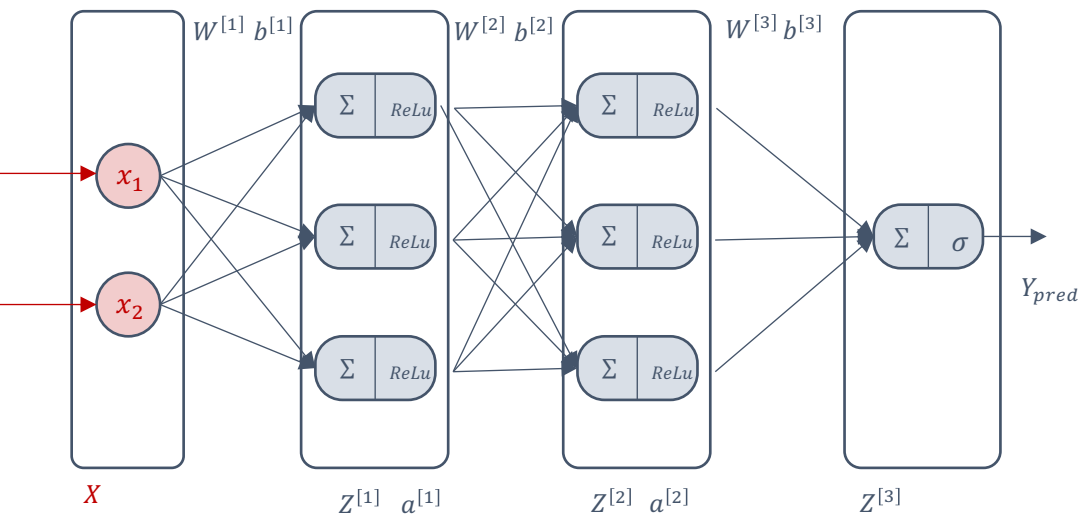 W^[1] b^[1]
W^[2] b^[2]
W^[3] b^[3]
Σ ReLu
Σ ReLu
x_1
Σ ReLu
Σ ReLu
Σ σ
x_2
Y_pred
Σ ReLu
Σ ReLu
X
Z^[1] a^[1]
Z^[2] a^[2]
Z^[3]